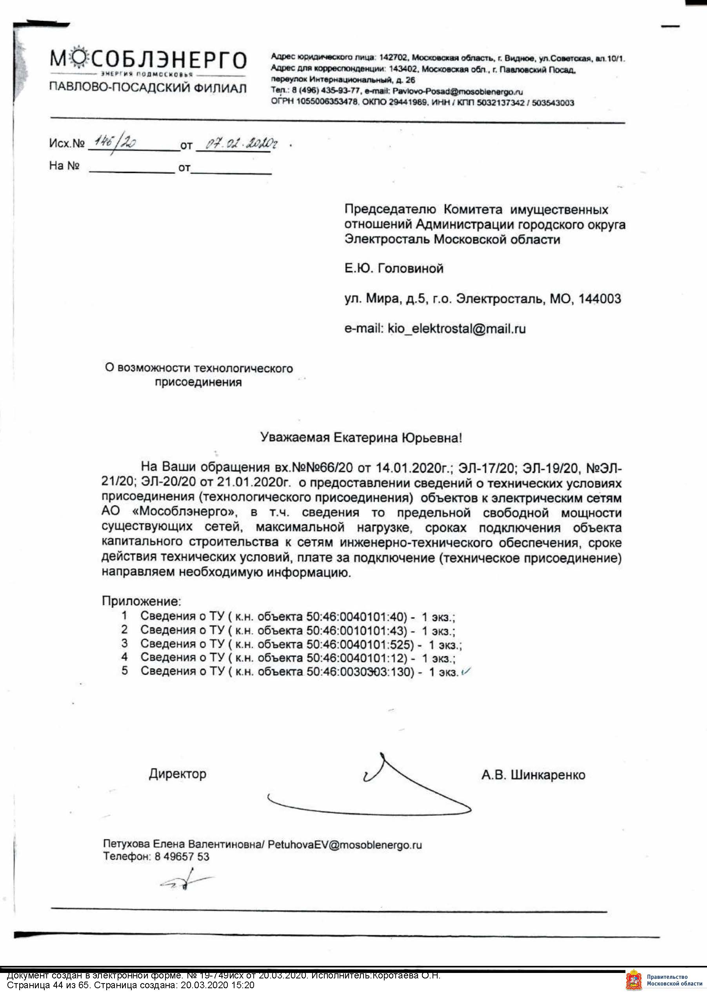 МОСОБЛЭНЕРГО
ЭНЕРГИЯ ПОДМОСКОВЬЯ
ПАВЛОВО-ПОСАДСКИЙ ФИЛИАЛ
Адрес юридического лица: 142702, Московская область, г. Видное, ул.Советская, вл.10/1.
Адрес для корреспонденции: 143402, Московская обл., г. Павловский Посад,
переулок Интернациональный, д. 26
Тел.: 8 (496) 435-93-77, e-mail: Pavlovo-Posad@mosoblenergo.ru
ОГРН 1055006353478, ОКПО 29441989, ИНН / КПП 5032137342 / 503543003
Исх.№ 146/20 от 07.02.2020г
На № от
Председателю Комитета имущественных
отношений Администрации городского округа
Электросталь Московской области
Е.Ю. Головиной
ул. Мира, д.5, г.о. Электросталь, МО, 144003
e-mail: kio_elektrostal@mail.ru
О возможности технологического
присоединения
Уважаемая Екатерина Юрьевна!
На Ваши обращения вх.№№66/20 от 14.01.2020г.; ЭЛ-17/20; ЭЛ-19/20, №ЭЛ-
21/20; ЭЛ-20/20 от 21.01.2020г. о предоставлении сведений о технических условиях
присоединения (технологического присоединения) объектов к электрическим сетям
АО «Мособлэнерго», в т.ч. сведения то предельной свободной мощности
существующих сетей, максимальной нагрузке, сроках подключения объекта
капитального строительства к сетям инженерно-технического обеспечения, сроке
действия технических условий, плате за подключение (техническое присоединение)
направляем необходимую информацию.
Приложение:
1 Сведения о ТУ ( к.н. объекта 50:46:0040101:40) - 1 экз.;
2 Сведения о ТУ ( к.н. объекта 50:46:0010101:43) - 1 экз.;
3 Сведения о ТУ ( к.н. объекта 50:46:0040101:525) - 1 экз.;
4 Сведения о ТУ ( к.н. объекта 50:46:0040101:12) - 1 экз.;
5 Сведения о ТУ ( к.н. объекта 50:46:0030303:130) - 1 экз.
Директор А.В. Шинкаренко
Петухова Елена Валентиновна/ PetuhovaEV@mosoblenergo.ru
Телефон: 8 49657 53
Документ создан в электронной форме. № 19-749исх от 20.03.2020. Исполнитель:Коротаева О.Н.
Страница 44 из 65. Страница создана: 20.03.2020 15:20
Правительство
Московской области